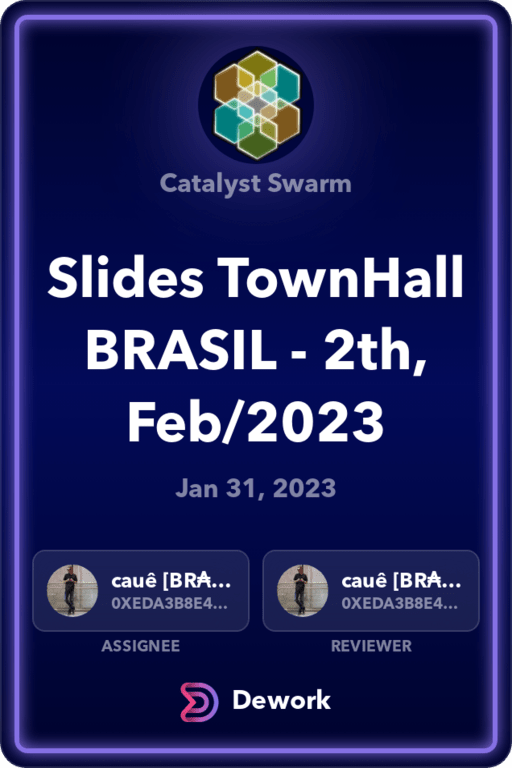 Catalyst Swarm
Slides TownHall
BRASIL - 2th,
Feb/2023
Jan 31, 2023
cauê [BR₳...
0XEDA3B8E4...
cauê [BR₳...
0XEDA3B8E4...
ASSIGNEE
REVIEWER
Dework